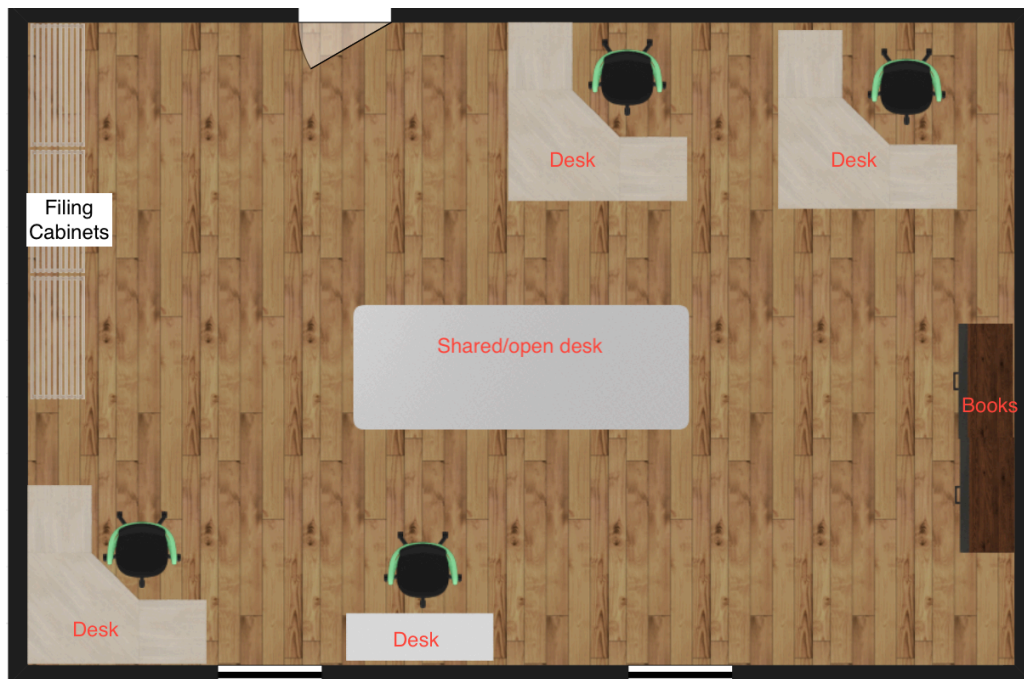 Desk
Desk
Filing
Cabinets
Shared/open desk
Books
Desk
Desk